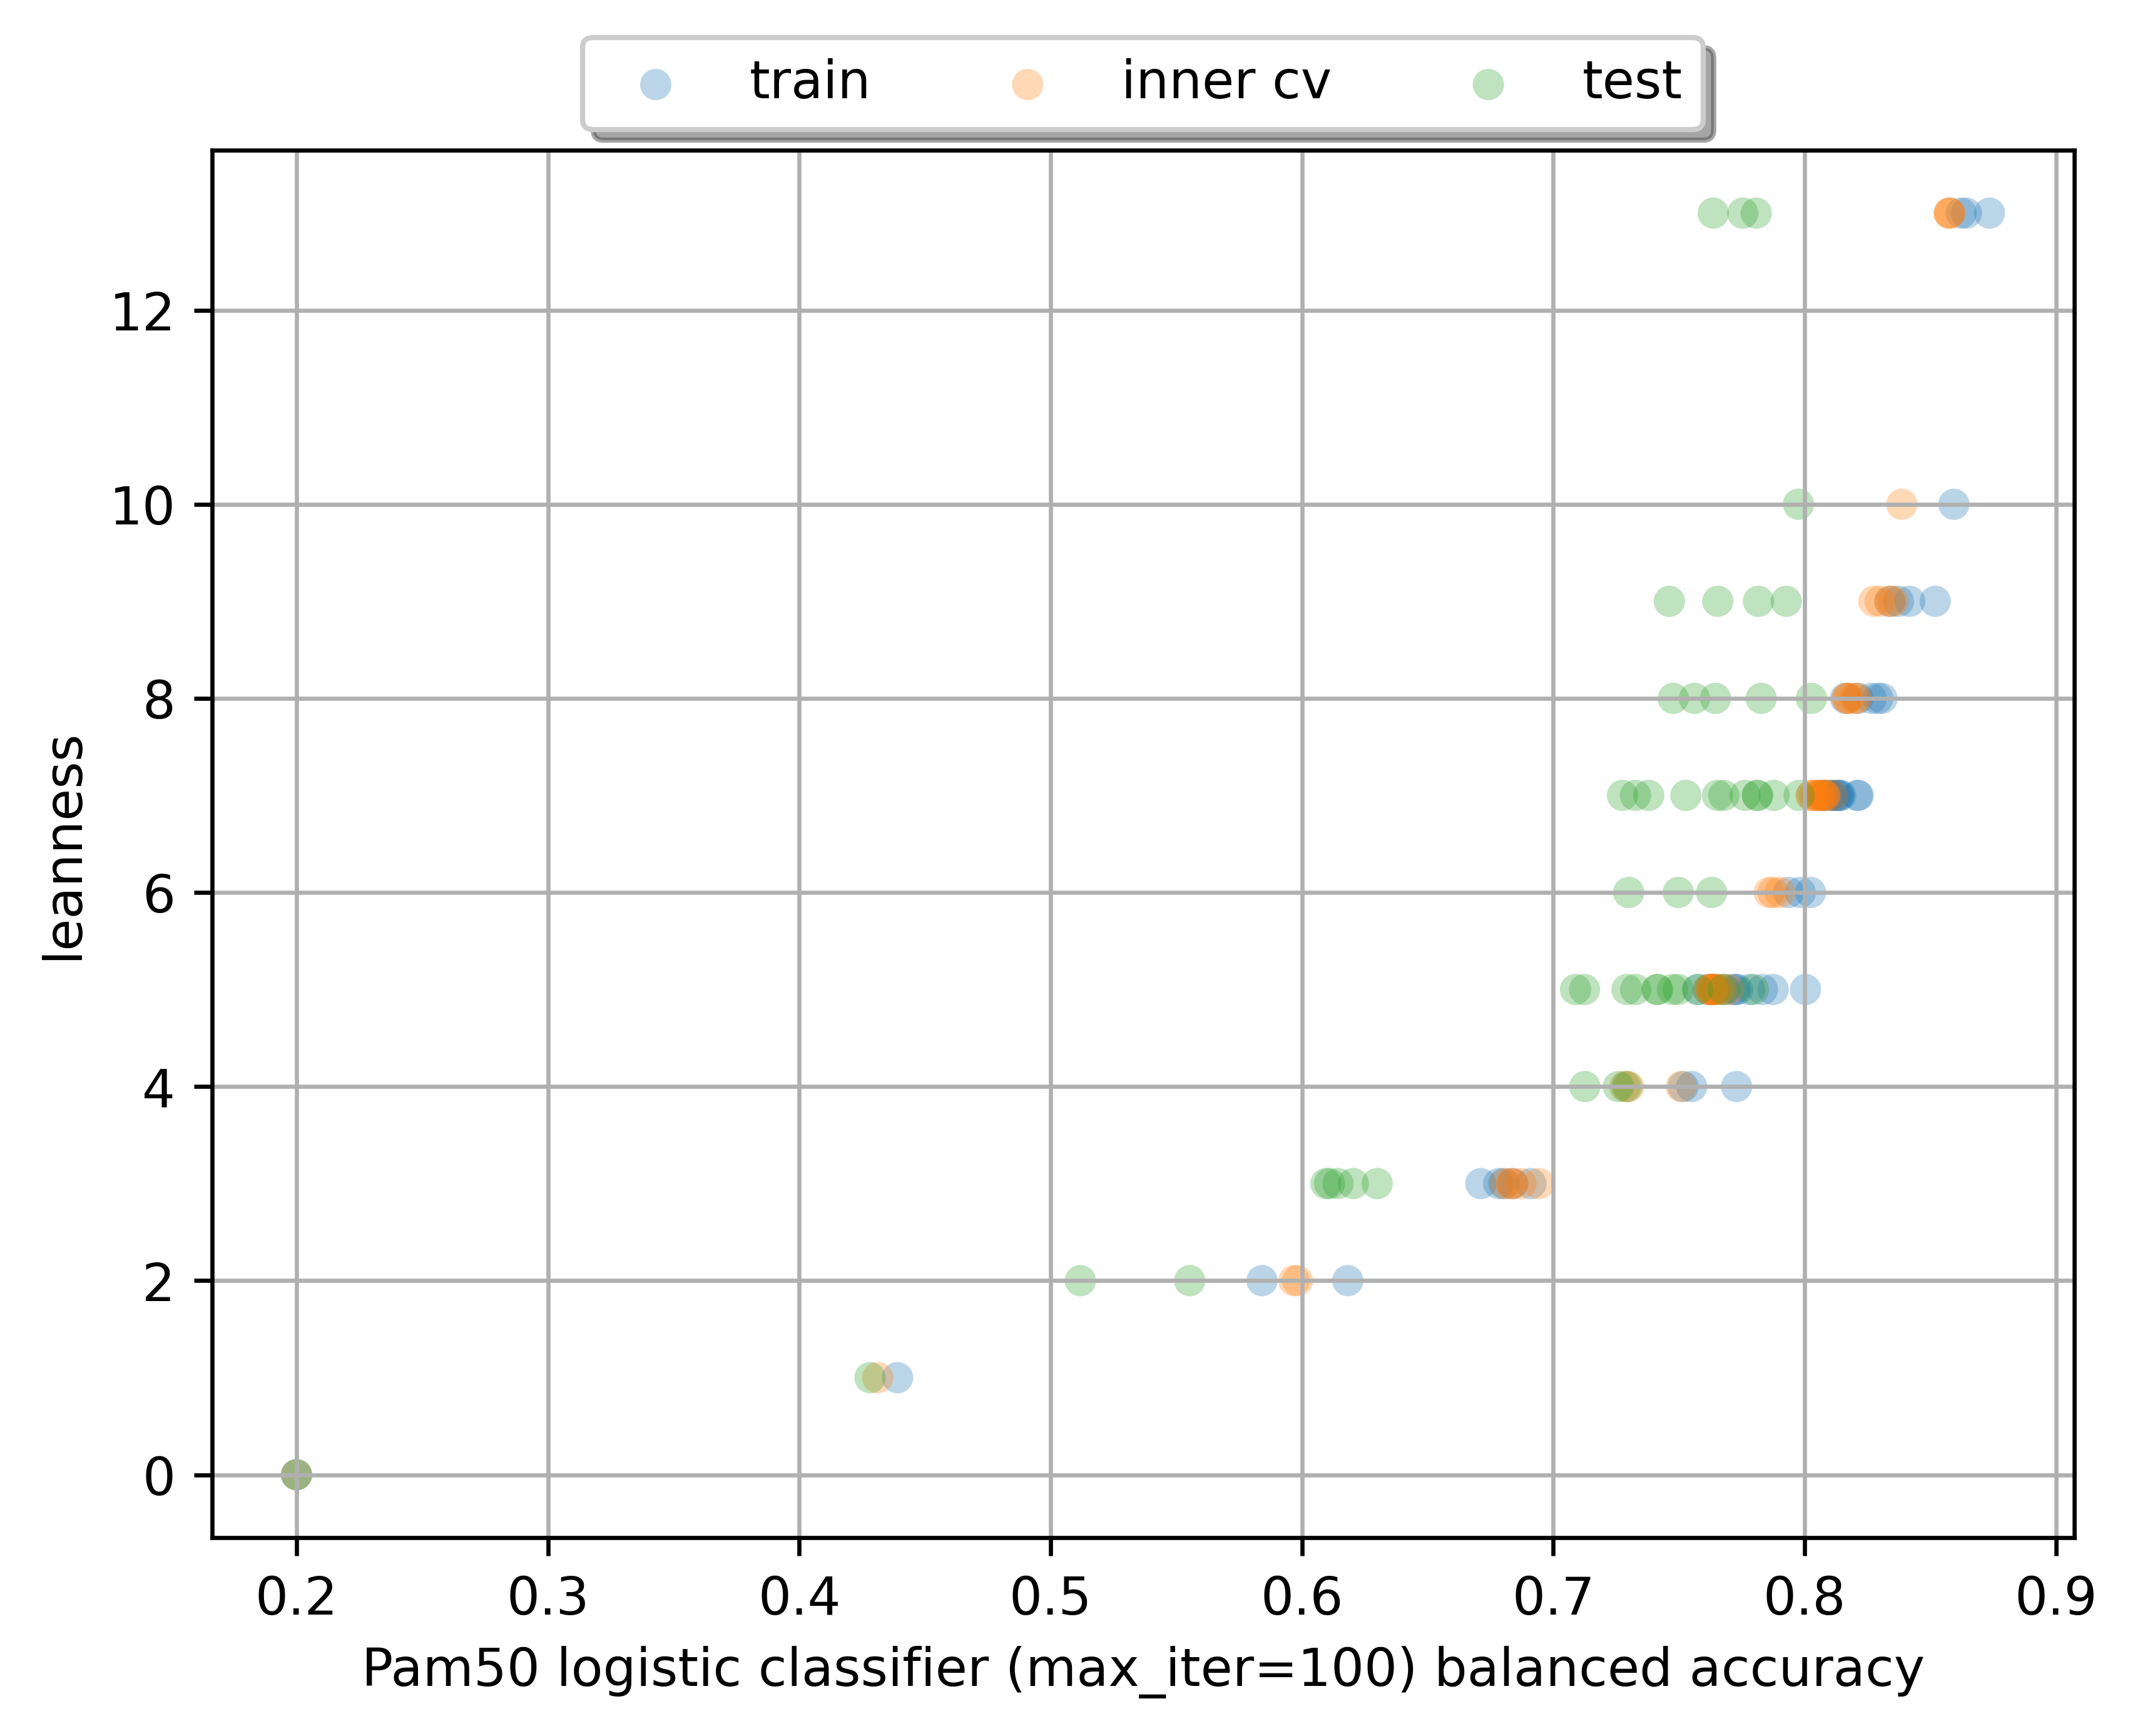 train inner cv test
12
10
8
6
4
2
0
leanness
0.2 0.3 0.4 0.5 0.6 0.7 0.8 0.9
Pam50 logistic classifier (max_iter=100) balanced accuracy